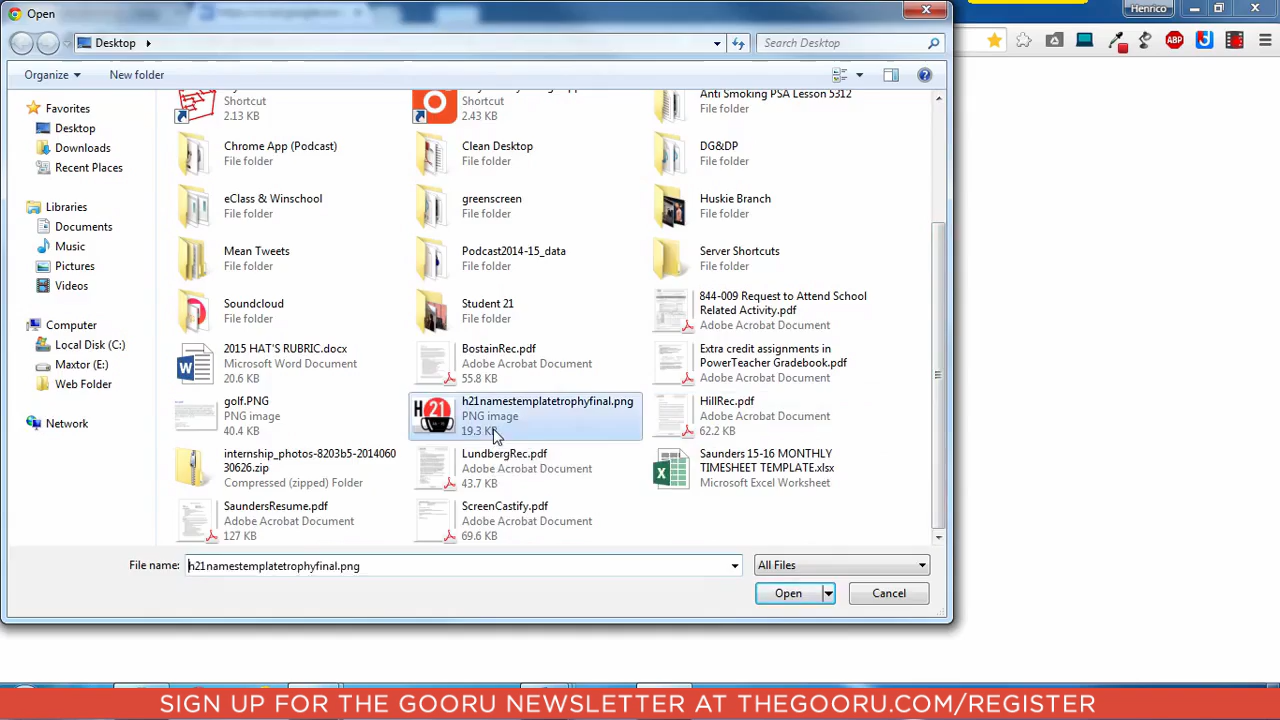 Open
Henrico
Desktop
Search Desktop
Organize
New folder
ABP
Favorites
Desktop
Downloads
Recent Places
Libraries
Documents
Music
Pictures
Videos
Computer
Local Disk (C:)
Maxtor (E:)
Web Folder
Network
Shortcut
2.13 KB
Shortcut
2.43 KB
Anti Smoking PSA Lesson 5312
File folder
Chrome App (Podcast)
File folder
Clean Desktop
File folder
DG&DP
File folder
eClass & Winschool
File folder
greenscreen
File folder
Huskie Branch
File folder
Mean Tweets
File folder
Podcast2014-15_data
File folder
Server Shortcuts
File folder
Soundcloud
File folder
Student 21
File folder
844-009 Request to Attend School
Related Activity.pdf
Adobe Acrobat Document
2015 HAT'S RUBRIC.docx
Microsoft Word Document
20.6 KB
BostainRec.pdf
Adobe Acrobat Document
55.8 KB
Extra credit assignments in
PowerTeacher Gradebook.pdf
Adobe Acrobat Document
golf.PNG
PNG image
40.4 KB
H21
h21namestemplatetrophyfinal.png
PNG image
19.3 KB
HillRec.pdf
Adobe Acrobat Document
62.2 KB
internship_photos-8203b5-2014060
30626.zip
Compressed (zipped) Folder
LundbergRec.pdf
Adobe Acrobat Document
43.7 KB
Saunders 15-16 MONTHLY
TIMESHEET TEMPLATE.xlsx
Microsoft Excel Worksheet
SaundersResume.pdf
Adobe Acrobat Document
127 KB
ScreenCastify.pdf
Adobe Acrobat Document
69.6 KB
File name:
h21namestemplatetrophyfinal.png
All Files
Open
Cancel
SIGN UP FOR THE GOORU NEWSLETTER AT THEGOORU.COM/REGISTER